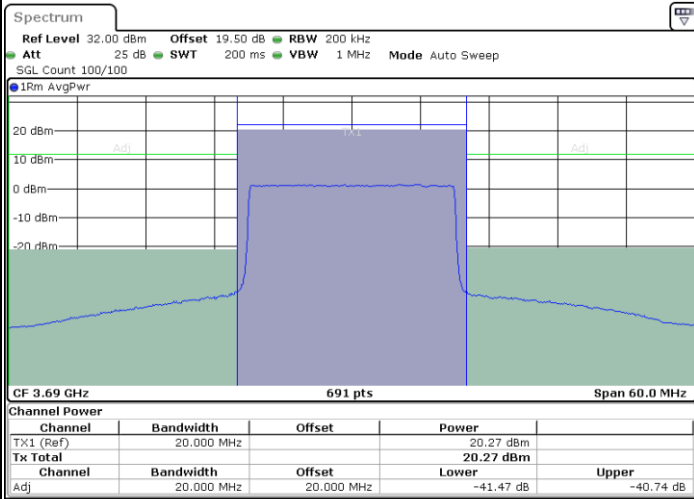 Spectrum
Ref Level 32.00 dBm Offset 19.50 dB RBW 200 kHz
Att 25 dB SWT 200 ms VBW 1 MHz Mode Auto Sweep
SGL Count 100/100
1Rm AvgPwr
TX1
20 dBm
Adj Adj
10 dBm
0 dBm
-10 dBm
-20 dBm
CF 3.69 GHz 691 pts Span 60.0 MHz
Channel Power
Channel Bandwidth Offset Power
TX1 (Ref) 20.000 MHz 20.27 dBm
Tx Total 20.27 dBm
Channel Bandwidth Offset Lower Upper
Adj 20.000 MHz 20.000 MHz -41.47 dB -40.74 dB